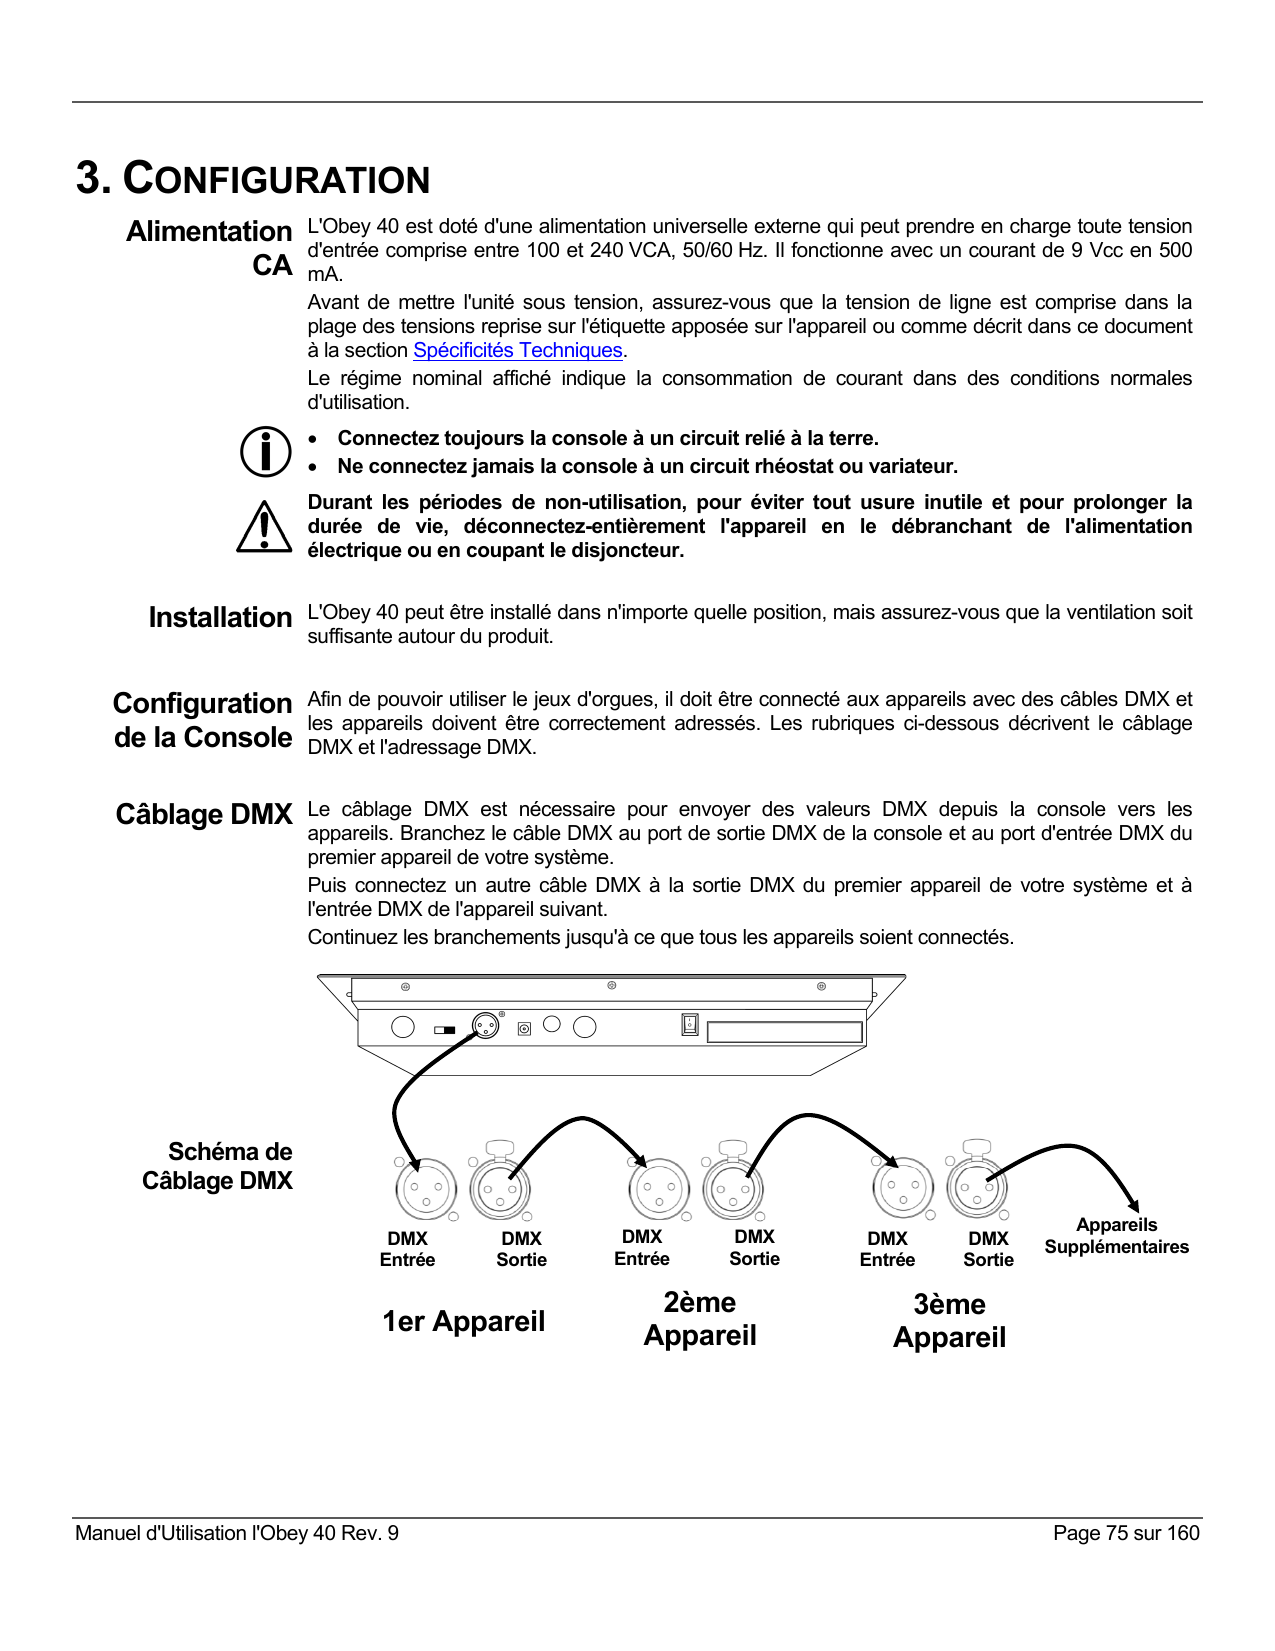 3. CONFIGURATION
Alimentation
CA
L'Obey 40 est doté d'une alimentation universelle externe qui peut prendre en charge toute tension
d'entrée comprise entre 100 et 240 VCA, 50/60 Hz. Il fonctionne avec un courant de 9 Vcc en 500
mA.
Avant de mettre l'unité sous tension, assurez-vous que la tension de ligne est comprise dans la
plage des tensions reprise sur l'étiquette apposée sur l'appareil ou comme décrit dans ce document
à la section Spécificités Techniques.
Le régime nominal affiché indique la consommation de courant dans des conditions normales
d'utilisation.
• Connectez toujours la console à un circuit relié à la terre.
• Ne connectez jamais la console à un circuit rhéostat ou variateur.
Durant les périodes de non-utilisation, pour éviter tout usure inutile et pour prolonger la
durée de vie, déconnectez-entièrement l'appareil en le débranchant de l'alimentation
électrique ou en coupant le disjoncteur.
Installation
L'Obey 40 peut être installé dans n'importe quelle position, mais assurez-vous que la ventilation soit
suffisante autour du produit.
Configuration
de la Console
Afin de pouvoir utiliser le jeux d'orgues, il doit être connecté aux appareils avec des câbles DMX et
les appareils doivent être correctement adressés. Les rubriques ci-dessous décrivent le câblage
DMX et l'adressage DMX.
Câblage DMX
Le câblage DMX est nécessaire pour envoyer des valeurs DMX depuis la console vers les
appareils. Branchez le câble DMX au port de sortie DMX de la console et au port d'entrée DMX du
premier appareil de votre système.
Puis connectez un autre câble DMX à la sortie DMX du premier appareil de votre système et à
l'entrée DMX de l'appareil suivant.
Continuez les branchements jusqu'à ce que tous les appareils soient connectés.
Schéma de
Câblage DMX
DMX
Entrée
DMX
Sortie
DMX
Entrée
DMX
Sortie
DMX
Entrée
DMX
Sortie
Appareils
Supplémentaires
1er Appareil
2ème
Appareil
3ème
Appareil
Manuel d'Utilisation l'Obey 40 Rev. 9
Page 75 sur 160